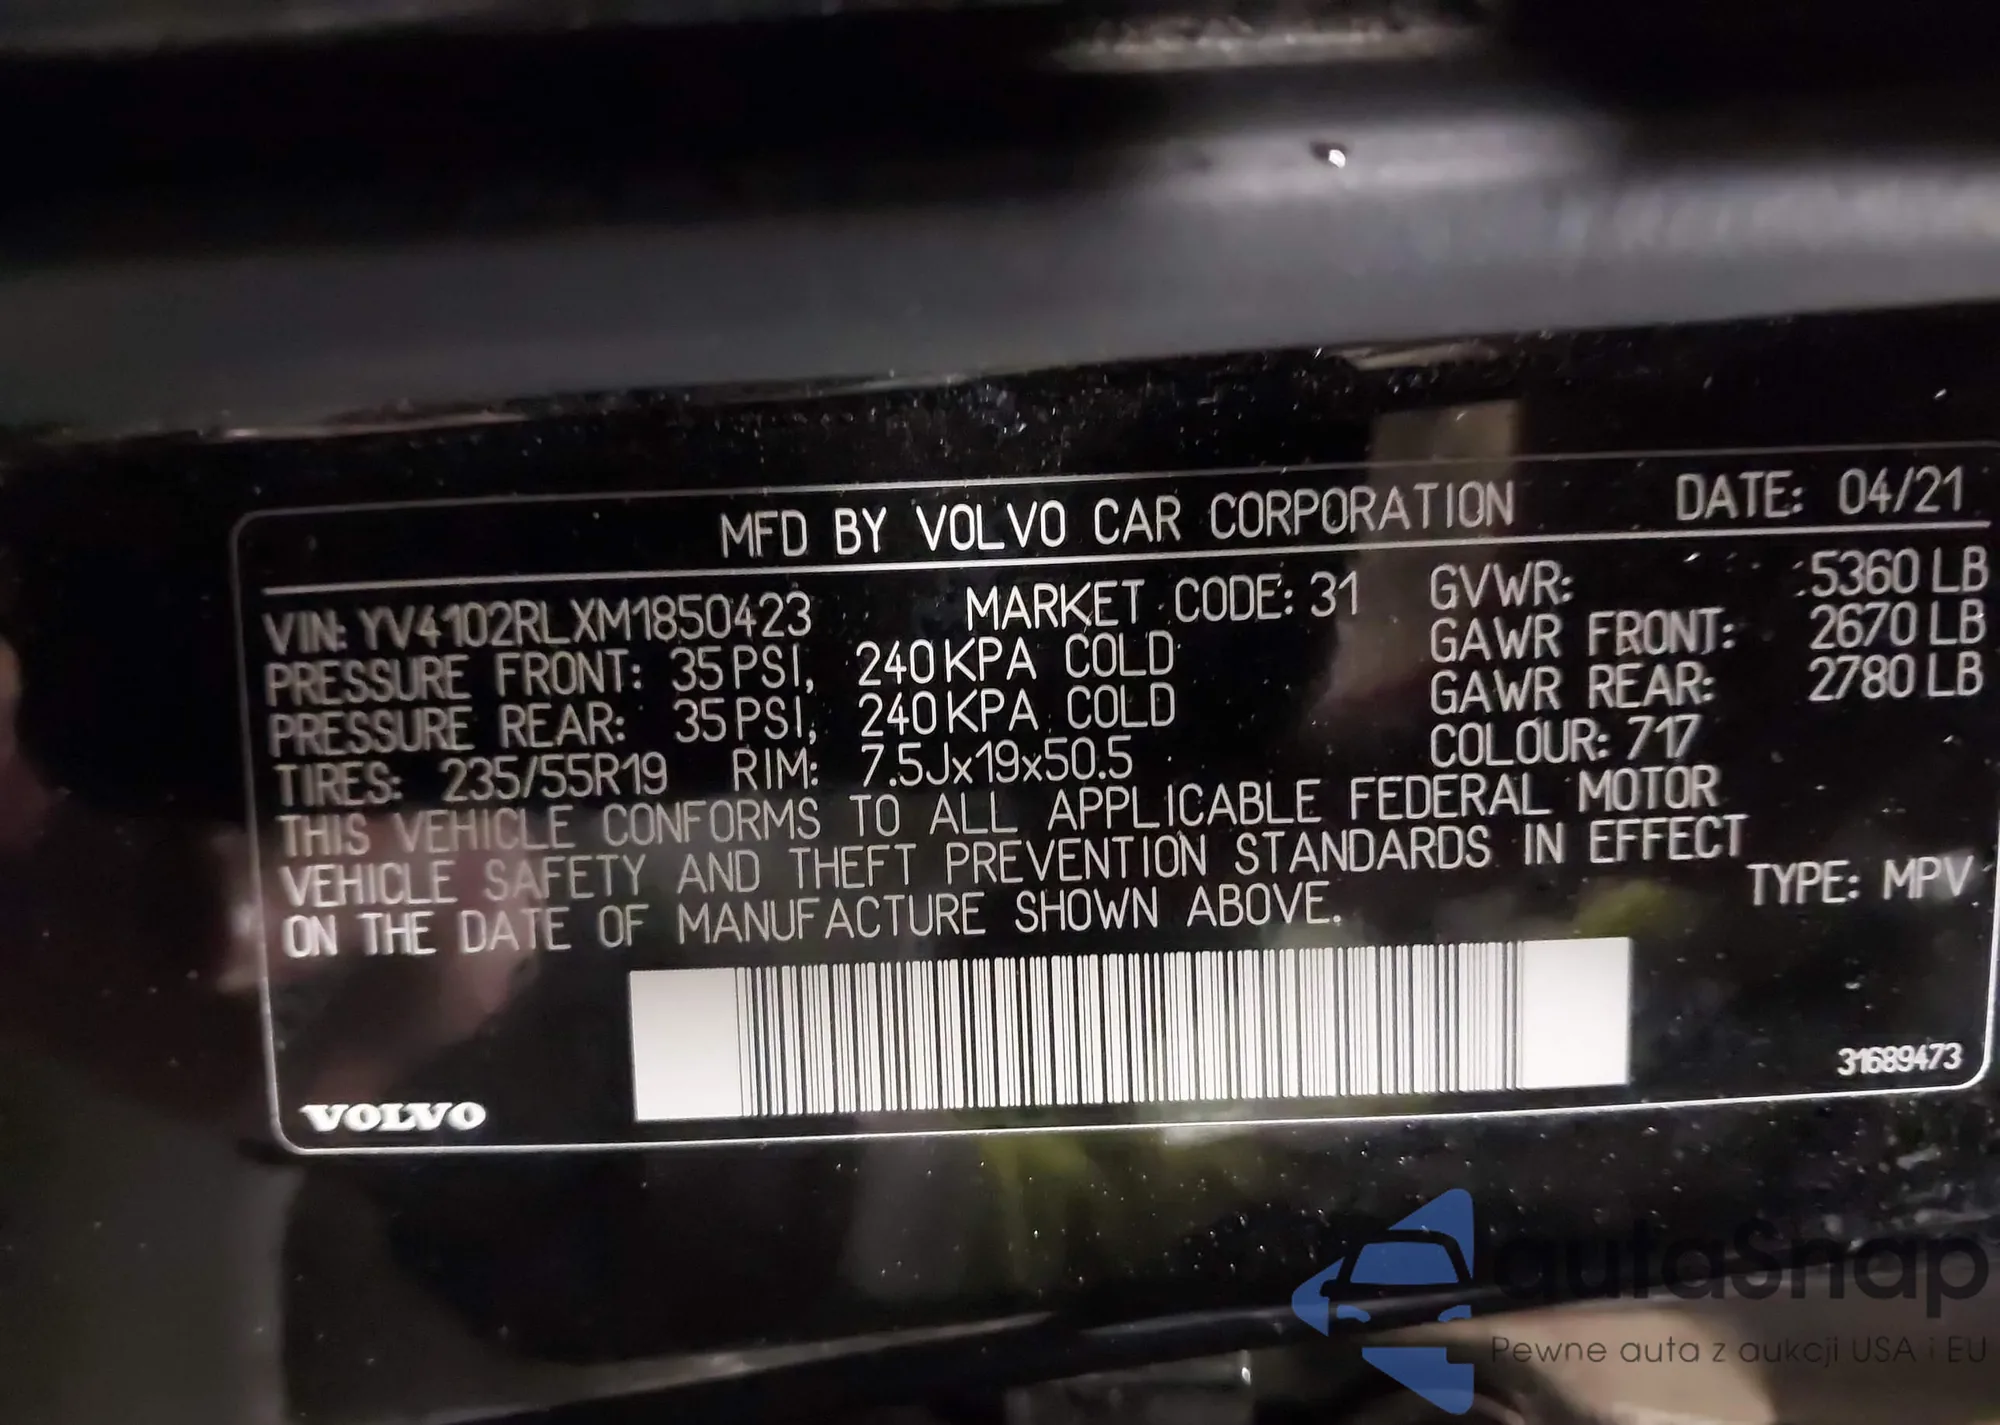 MFD BY VOLVO CAR CORPORATION DATE: 04/21
VIN: YV4102RLXM1850423 MARKET CODE: 31 GVWR: 5360 LB
PRESSURE FRONT: 35 PSI, 240 KPA COLD GAWR FRONT: 2670 LB
PRESSURE REAR: 35 PSI, 240 KPA COLD GAWR REAR: 2780 LB
TIRES: 235/55R19 RIM: 7.5Jx19x50.5 COLOUR: 717
THIS VEHICLE CONFORMS TO ALL APPLICABLE FEDERAL MOTOR
VEHICLE SAFETY AND THEFT PREVENTION STANDARDS IN EFFECT
ON THE DATE OF MANUFACTURE SHOWN ABOVE. TYPE: MPV
31689473
VOLVO
autaSnap
Pewne auta z aukcji USA i EU